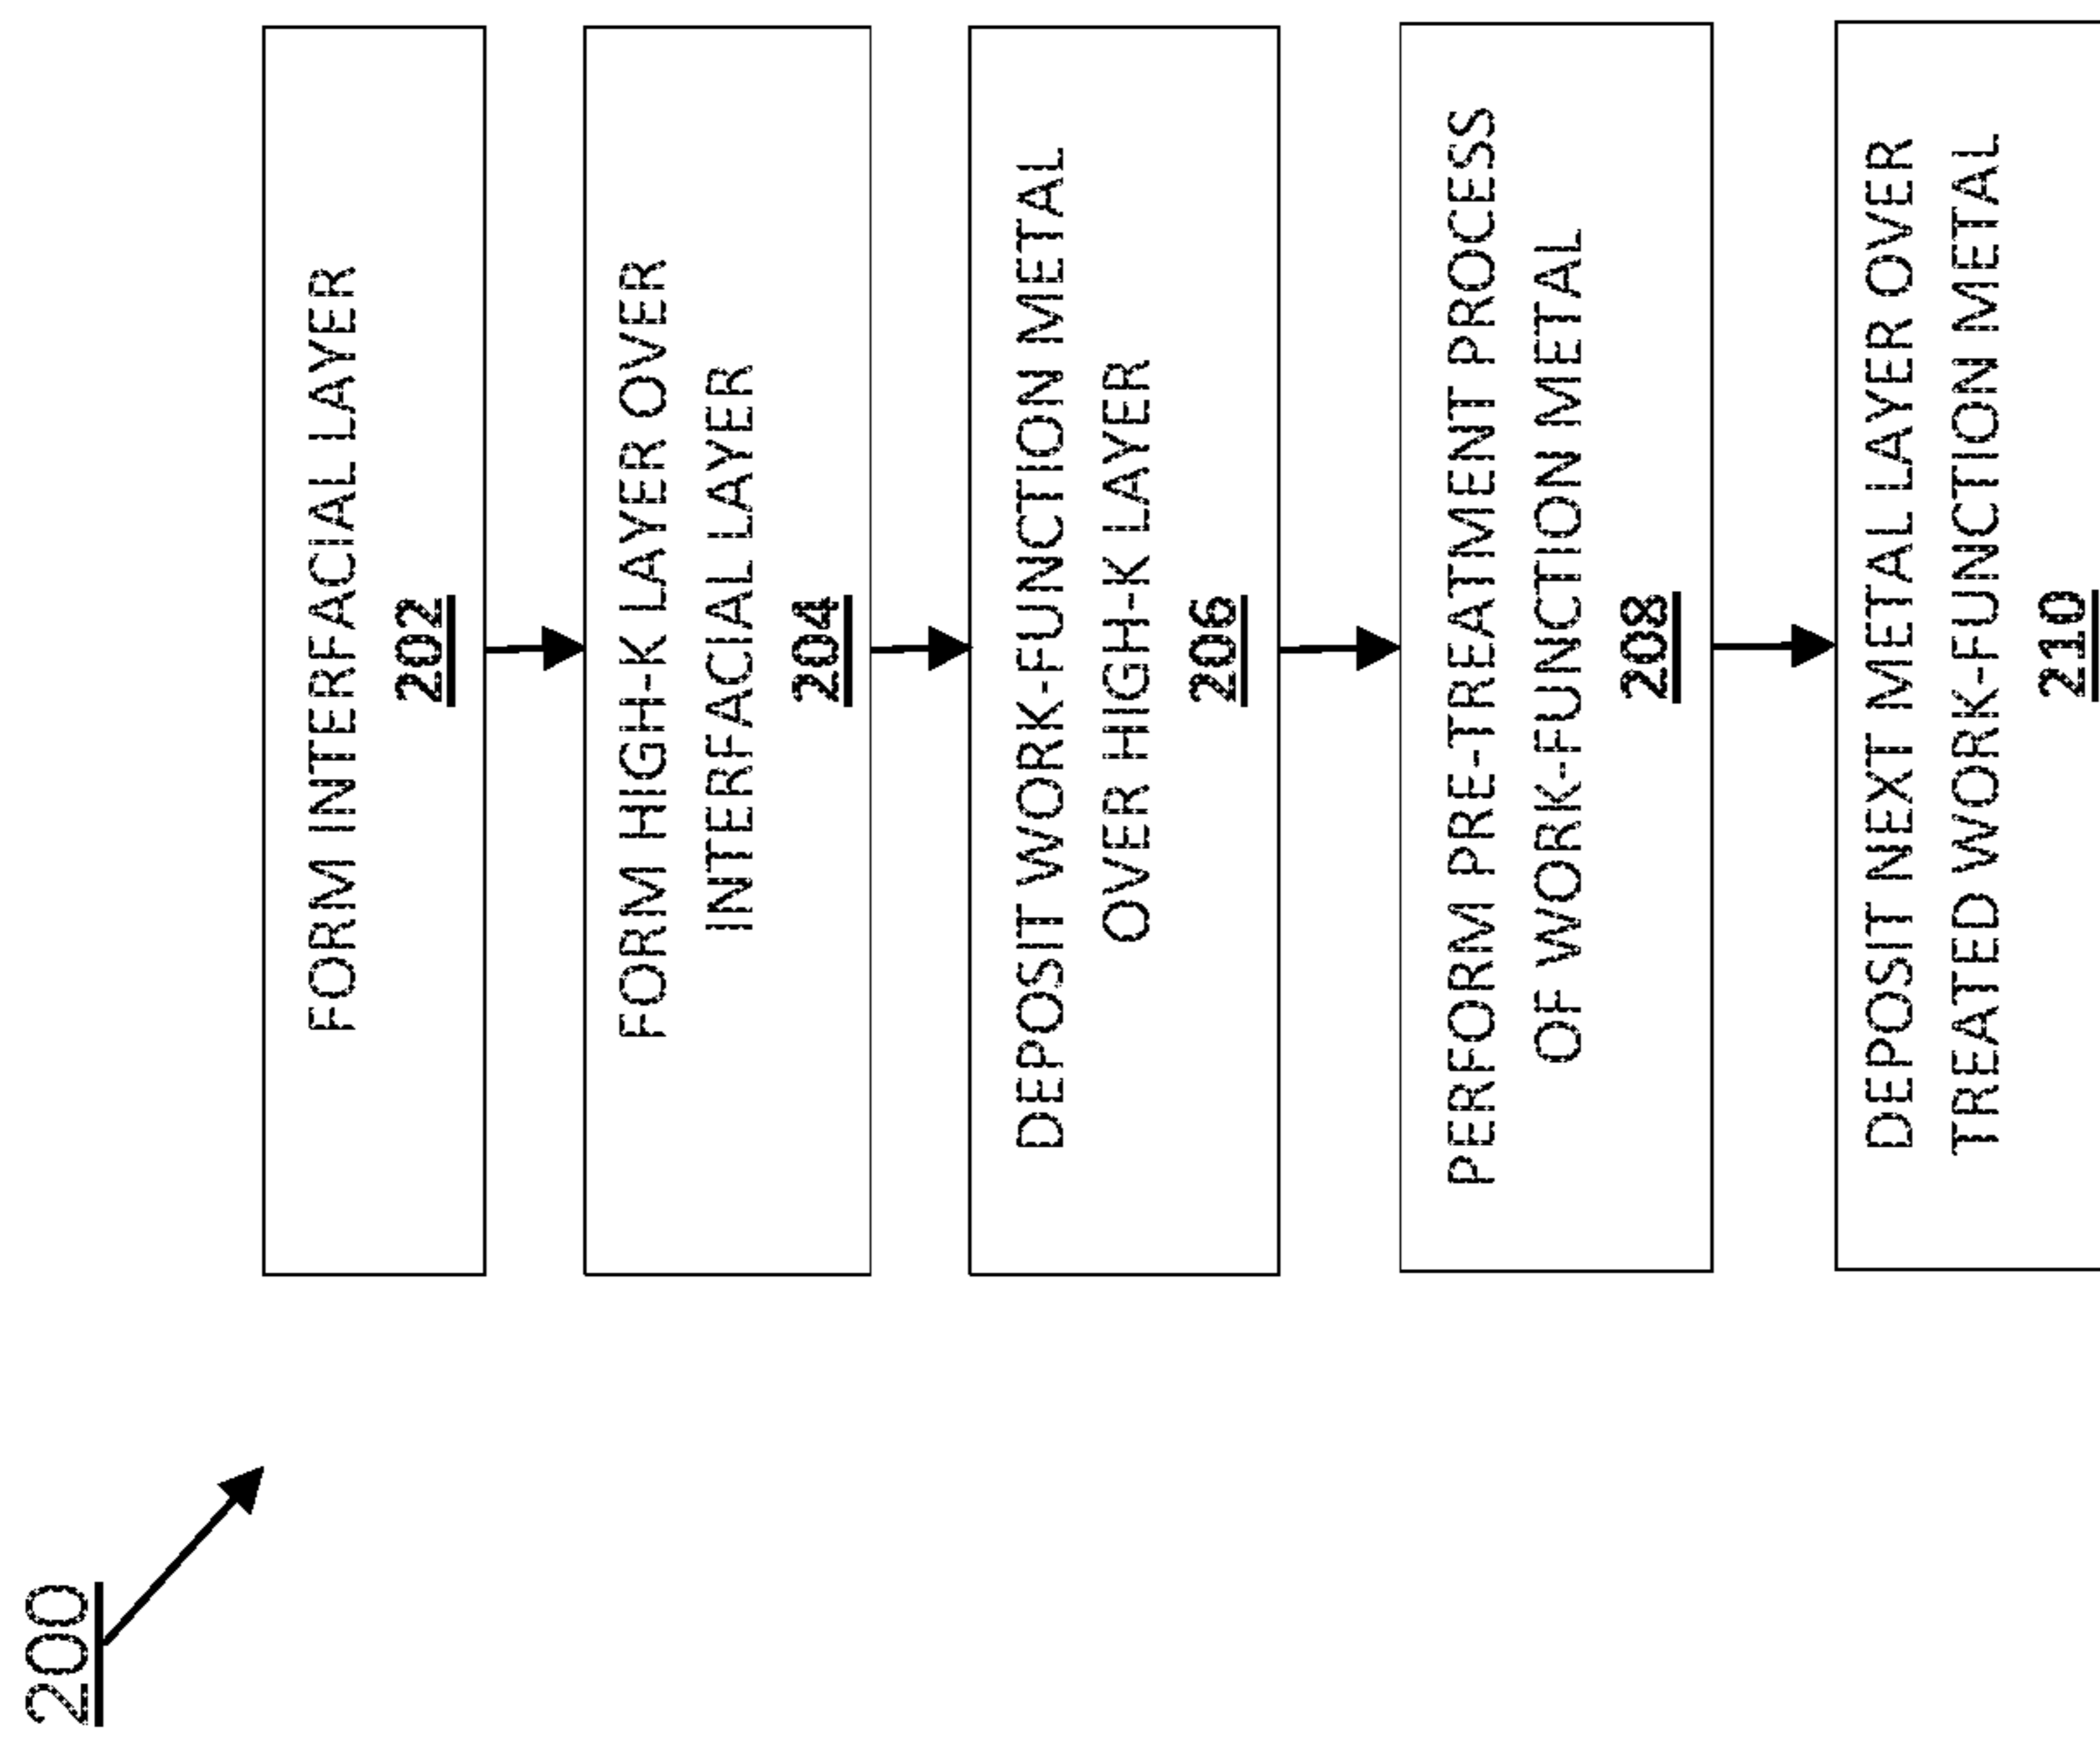 200
FORM INTERFACIAL LAYER
202
FORM HIGH-K LAYER OVER
INTERFACIAL LAYER
204
DEPOSIT WORK-FUNCTION METAL
OVER HIGH-K LAYER
206
PERFORM PRE-TREATMENT PROCESS
OF WORK-FUNCTION METAL
208
DEPOSIT NEXT METAL LAYER OVER
TREATED WORK-FUNCTION METAL
210